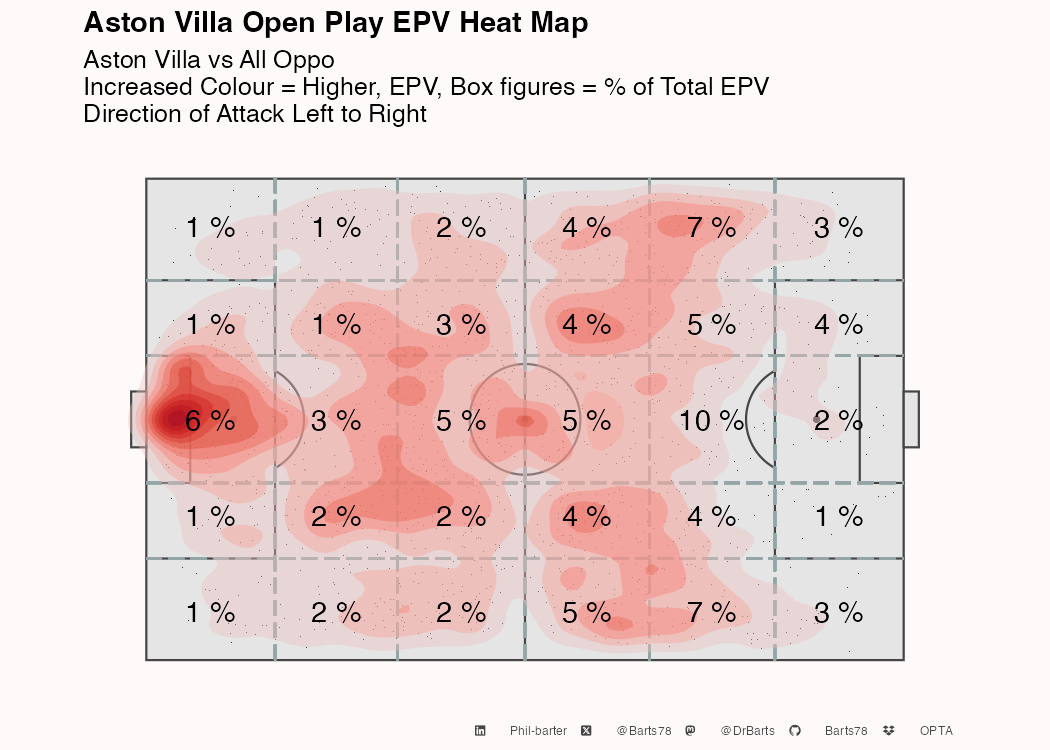 Aston Villa Open Play EPV Heat Map
Aston Villa vs All Oppo
Increased Colour = Higher, EPV, Box figures = % of Total EPV
Direction of Attack Left to Right
1 % 1 % 2 % 4 % 7 % 3 %
1 % 1 % 3 % 4 % 5 % 4 %
6 % 3 % 5 % 5 % 10 % 2 %
1 % 2 % 2 % 4 % 4 % 1 %
1 % 2 % 2 % 5 % 7 % 3 %
Phil-barter @Barts78 @DrBarts Barts78 OPTA